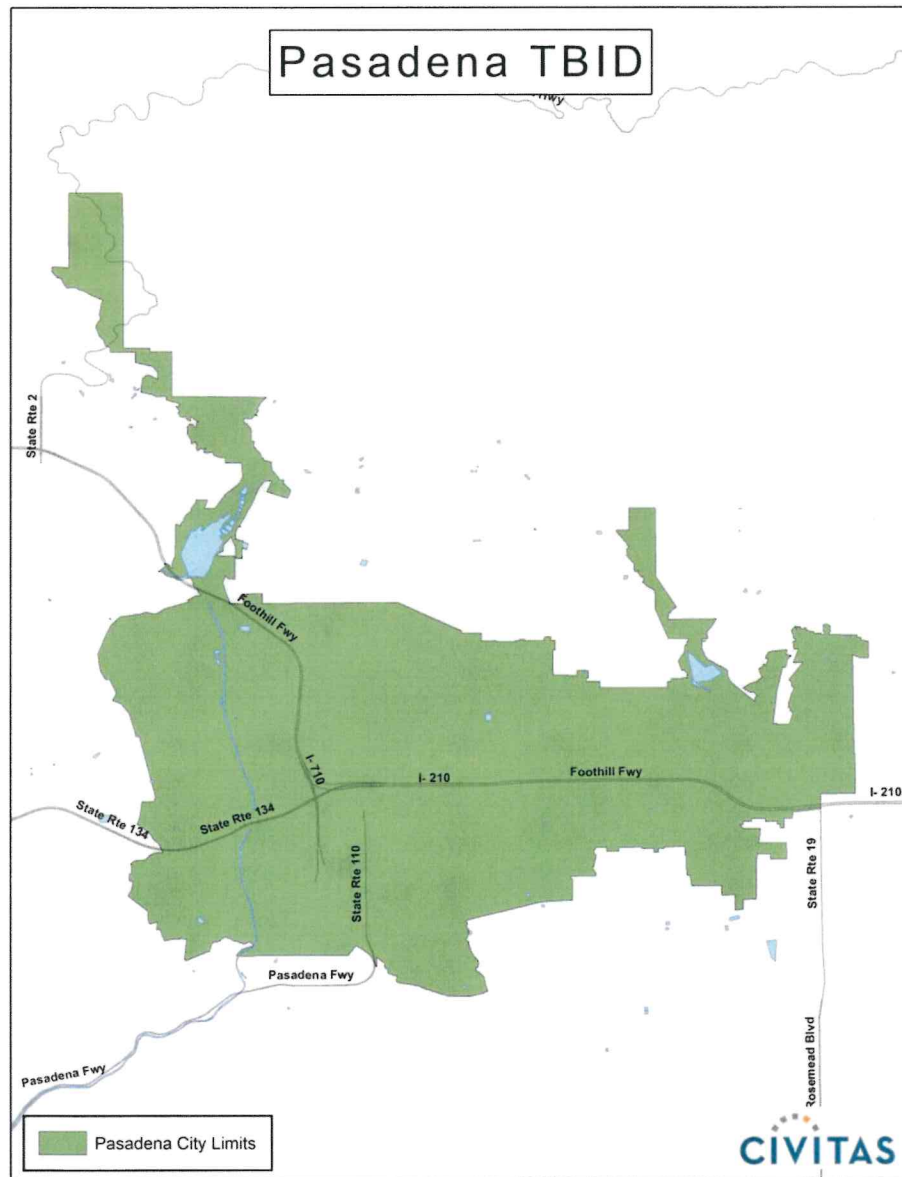 Pasadena TBID
Hwy
State Rte 2
Foothill Fwy
I- 710
I- 210
Foothill Fwy
I- 210
State Rte 134
State Rte 134
State Rte 110
State Rte 19
Pasadena Fwy
Pasadena Fwy
Rosemead Blvd
Pasadena City Limits
CIVITAS